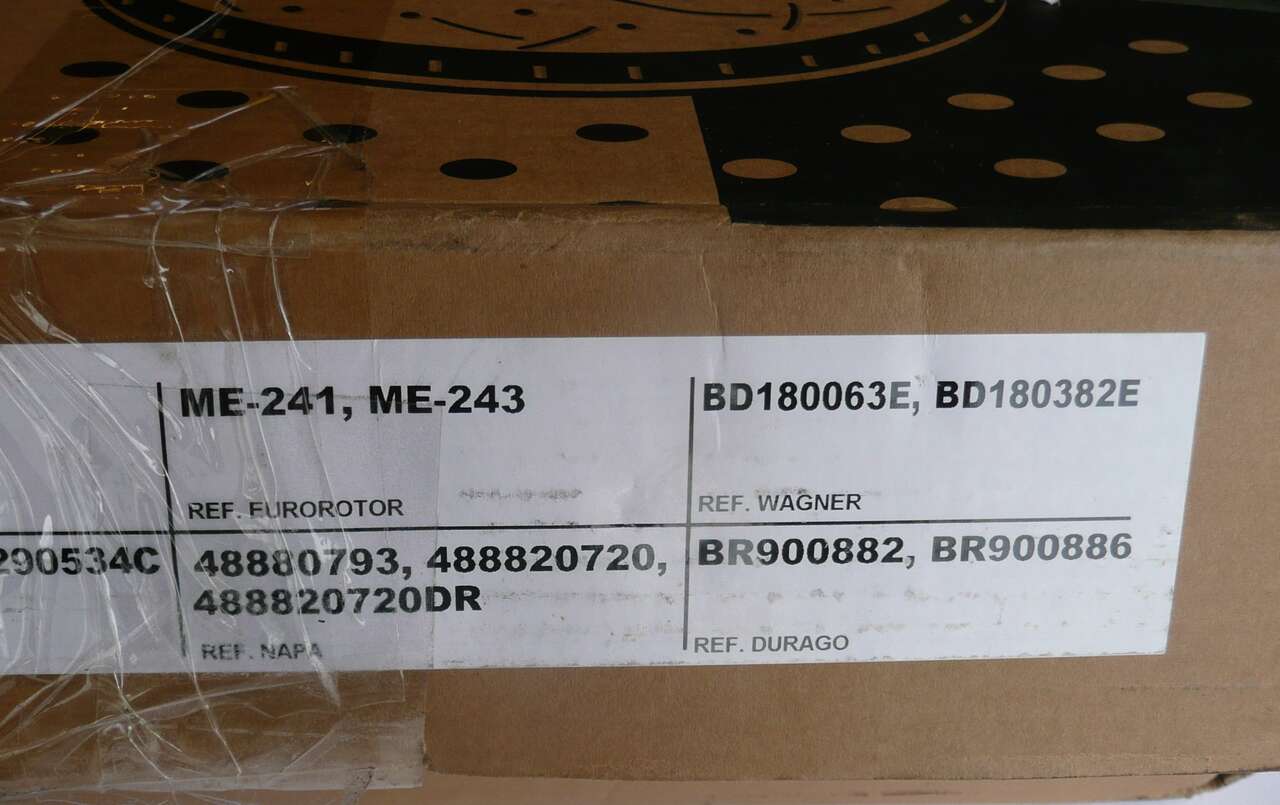 ME-241, ME-243
REF. EUROROTOR
BD180063E, BD180382E
REF. WAGNER
290534C
48880793, 488820720,
488820720DR
REF. NAPA
BR900882, BR900886
REF. DURAGO